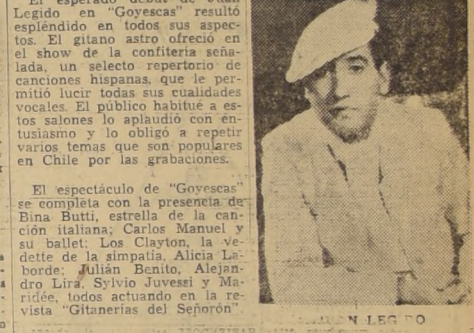 El esperado debut de Juan
Legido en "Goyescas" resultó
espléndido en todos sus aspec-
tos. El gitano astro ofreció en
el show de la confitería seña-
lada, un selecto repertorio de
canciones hispanas, que le per-
mitió lucir todas sus cualidades
vocales. El público habitué a es-
tos salones lo aplaudió con en-
tusiasmo y lo obligó a repetir
varios temas que son populares
en Chile por las grabaciones.
El espectáculo de "Goyescas"
se completa con la presencia de
Bina Butti, estrella de la can-
ción italiana; Carlos Manuel y
su ballet; Los Clayton, la ve-
dette de la simpatía, Alicia La-
borde; Julián Benito, Alejan-
dro Lira, Sylvio Juvessi y Ma-
ridée, todos actuando en la re-
vista "Gitanerías del Señorón".